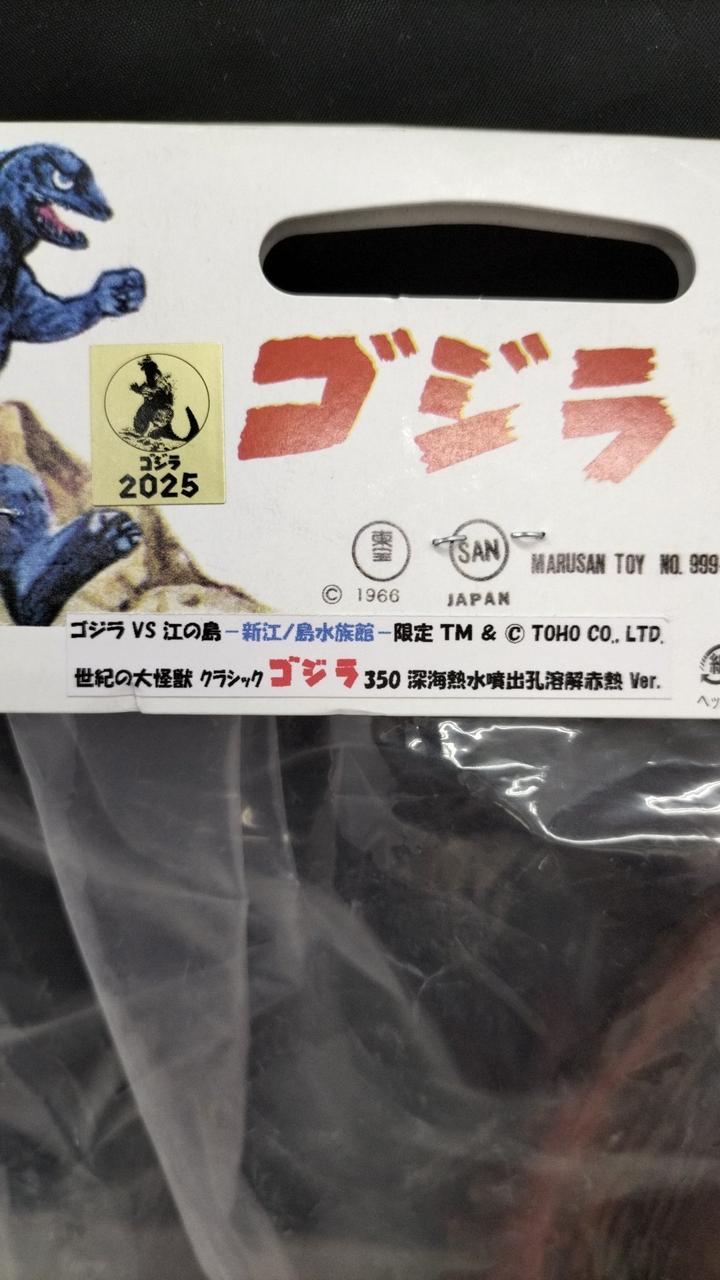 ゴジラ
ゴジラ
2025
東宝
SAN
MARUSAN TOY NO. 999
© 1966
JAPAN
ゴジラ VS 江の島－新江ノ島水族館－限定 TM & © TOHO CO., LTD.
世紀の大怪獣 クラシック ゴジラ 350 深海熱水噴出孔溶解赤熱 Ver.